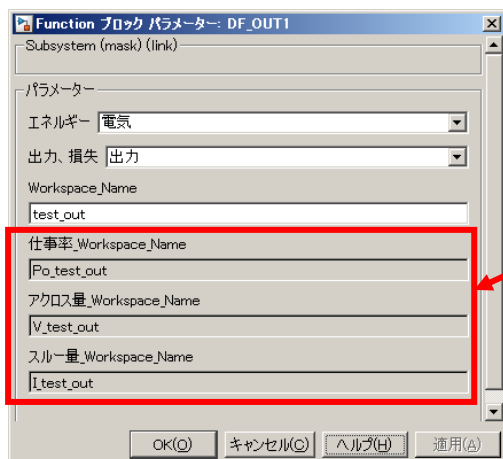 Function ブロック パラメーター: DF_OUT1
Subsystem (mask) (link)
パラメーター
エネルギー 電気
出力、損失 出力
Workspace_Name
test_out
仕事率_Workspace_Name
Po_test_out
アクロス量_Workspace_Name
V_test_out
スルー量_Workspace_Name
I_test_out
OK(O) キャンセル(C) ヘルプ(H) 適用(A)